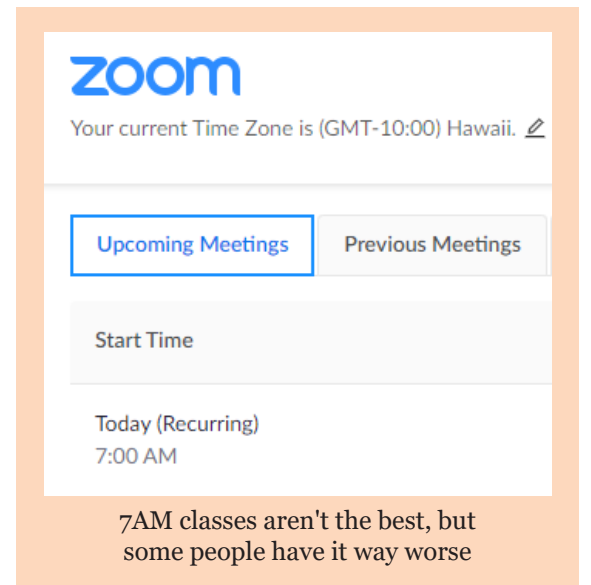 zoom
Your current Time Zone is (GMT-10:00) Hawaii.
Upcoming Meetings Previous Meetings
Start Time
Today (Recurring)
7:00 AM
7AM classes aren't the best, but
some people have it way worse